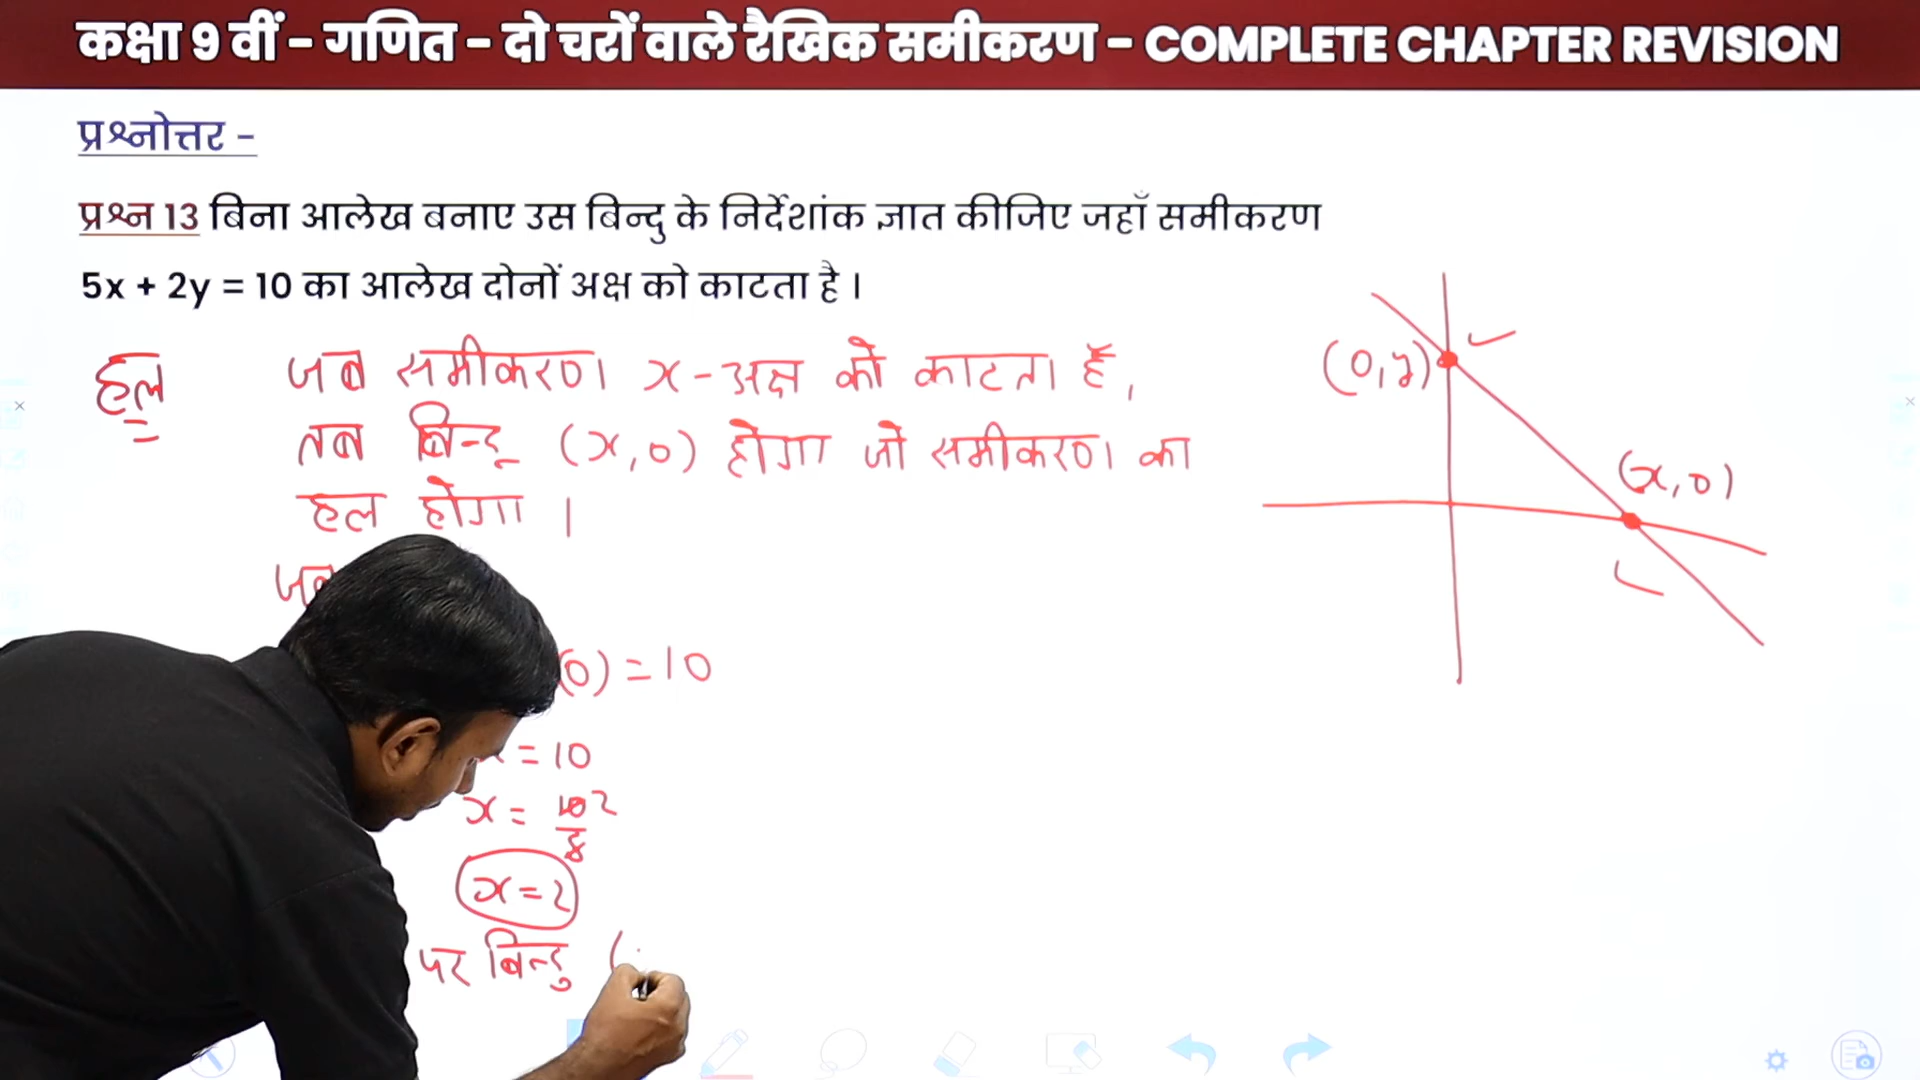 कक्षा 9 वीं - गणित - दो चरों वाले रैखिक समीकरण - COMPLETE CHAPTER REVISION
प्रश्नोत्तर -
प्रश्न 13 बिना आलेख बनाए उस बिन्दु के निर्देशांक ज्ञात कीजिए जहाँ समीकरण
5x + 2y = 10 का आलेख दोनों अक्ष को काटता है ।
हल जब समीकरण x-अक्ष को काटता है,
तब बिन्दु (x,0) होगा जो समीकरण का
हल होगा ।
जब
(0) = 10
= 10
x = 10 2
x = 2
पर बिन्दु (
(0,y)
(x,0)